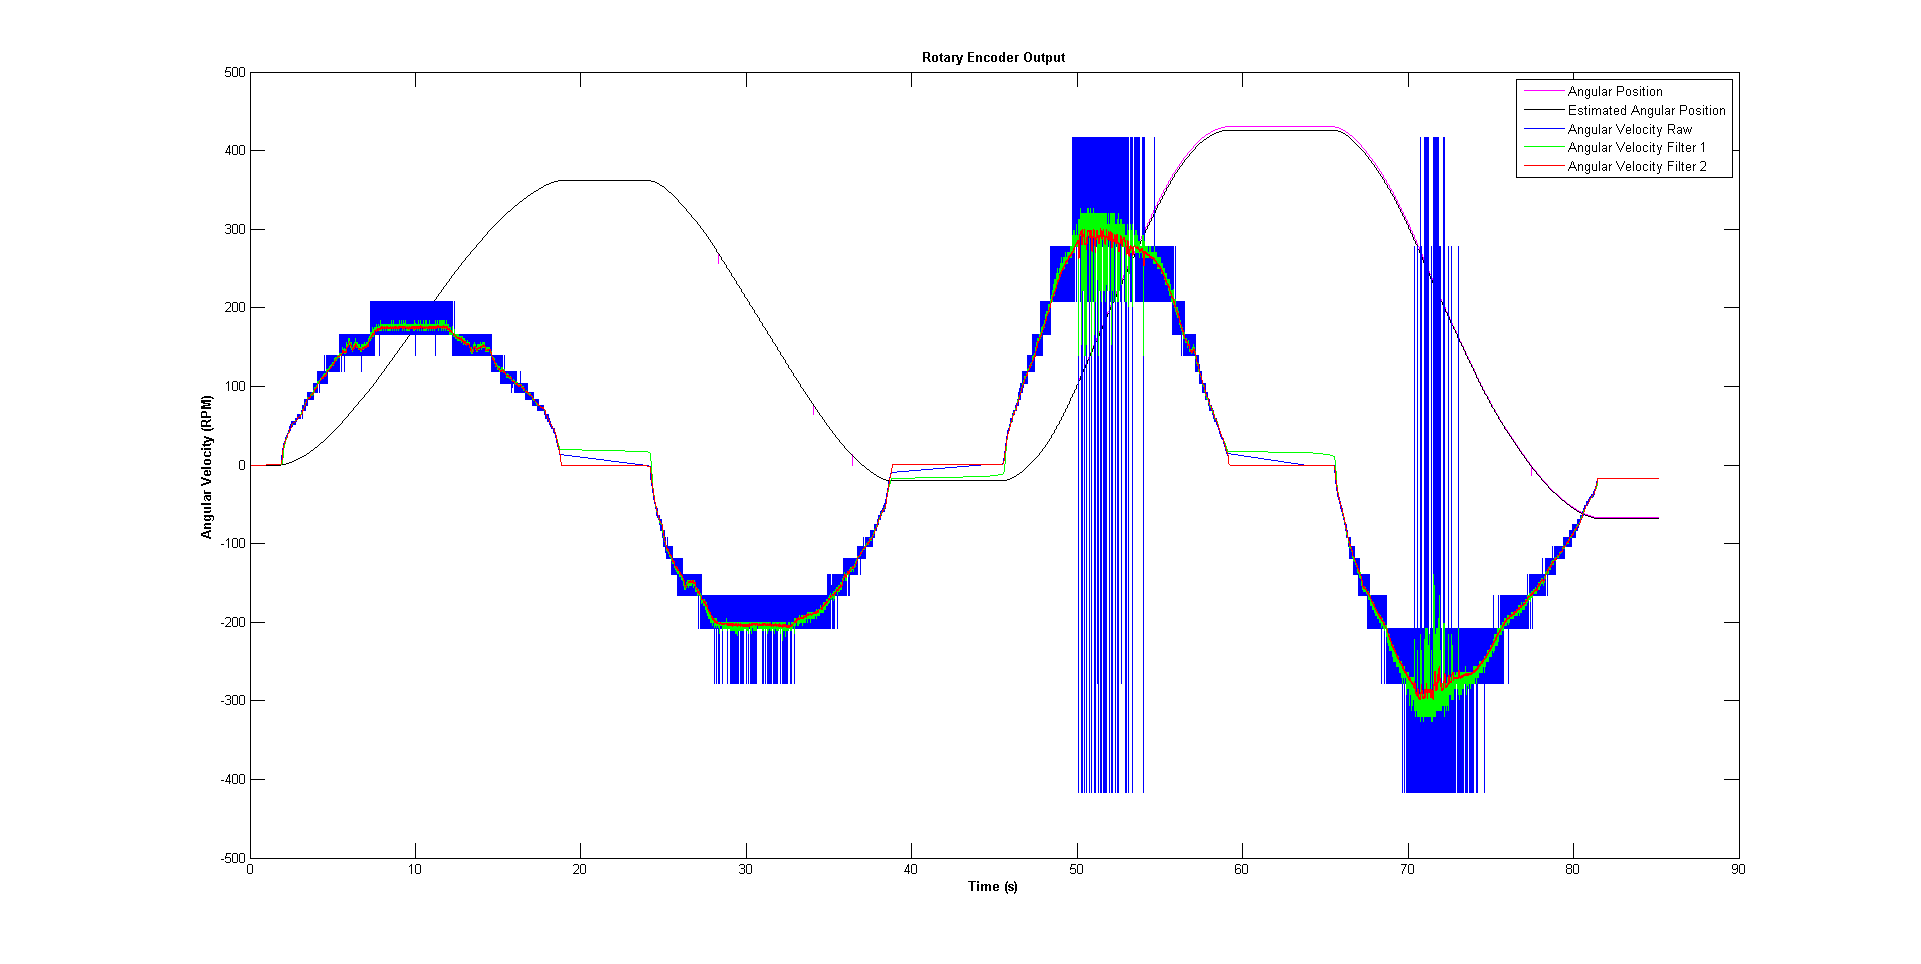 Rotary Encoder Output
500
400
300
200
100
0
-100
-200
-300
-400
-500
Angular Velocity (RPM)
Angular Position
Estimated Angular Position
Angular Velocity Raw
Angular Velocity Filter 1
Angular Velocity Filter 2
0 10 20 30 40 50 60 70 80 90
Time (s)